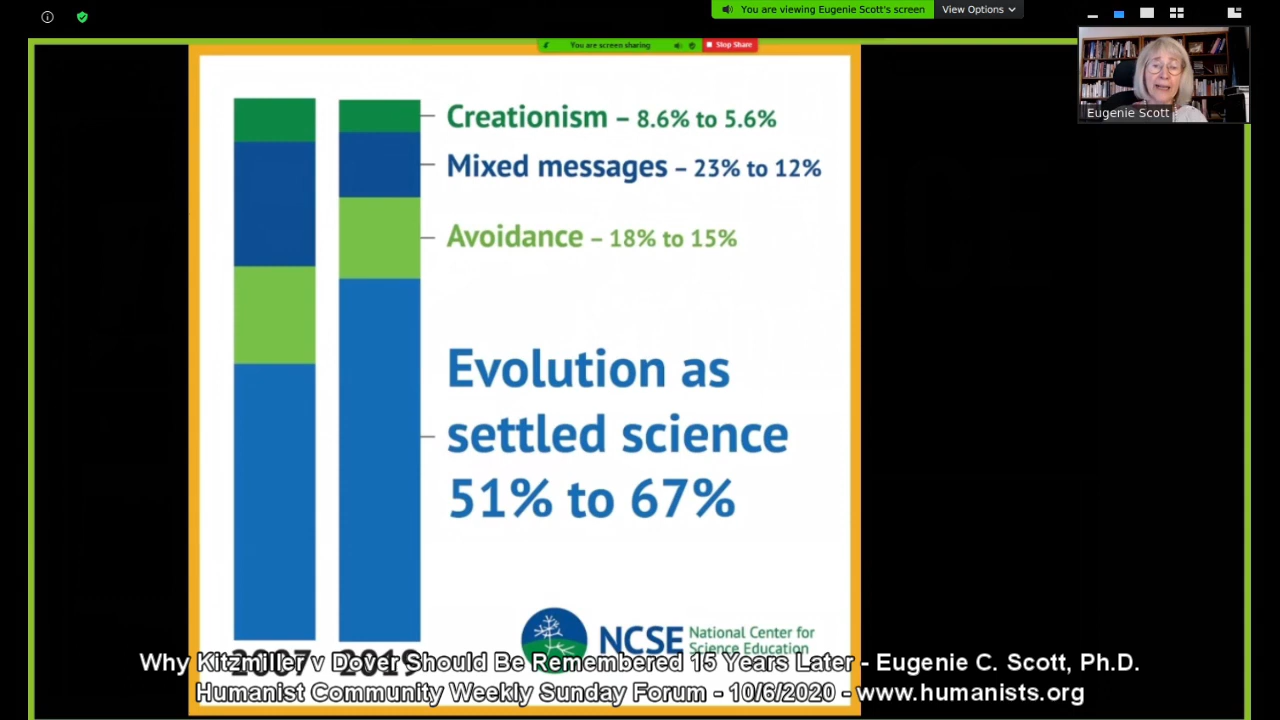 You are viewing Eugenie Scott's screen
View Options
You are screen sharing
Stop Share
Eugenie Scott
Creationism – 8.6% to 5.6%
Mixed messages – 23% to 12%
Avoidance – 18% to 15%
Evolution as
settled science
51% to 67%
NCSE
National Center for
Science Education
2007
2019
Why Kitzmiller v Dover Should Be Remembered 15 Years Later - Eugenie C. Scott, Ph.D.
Humanist Community Weekly Sunday Forum - 10/6/2020 - www.humanists.org